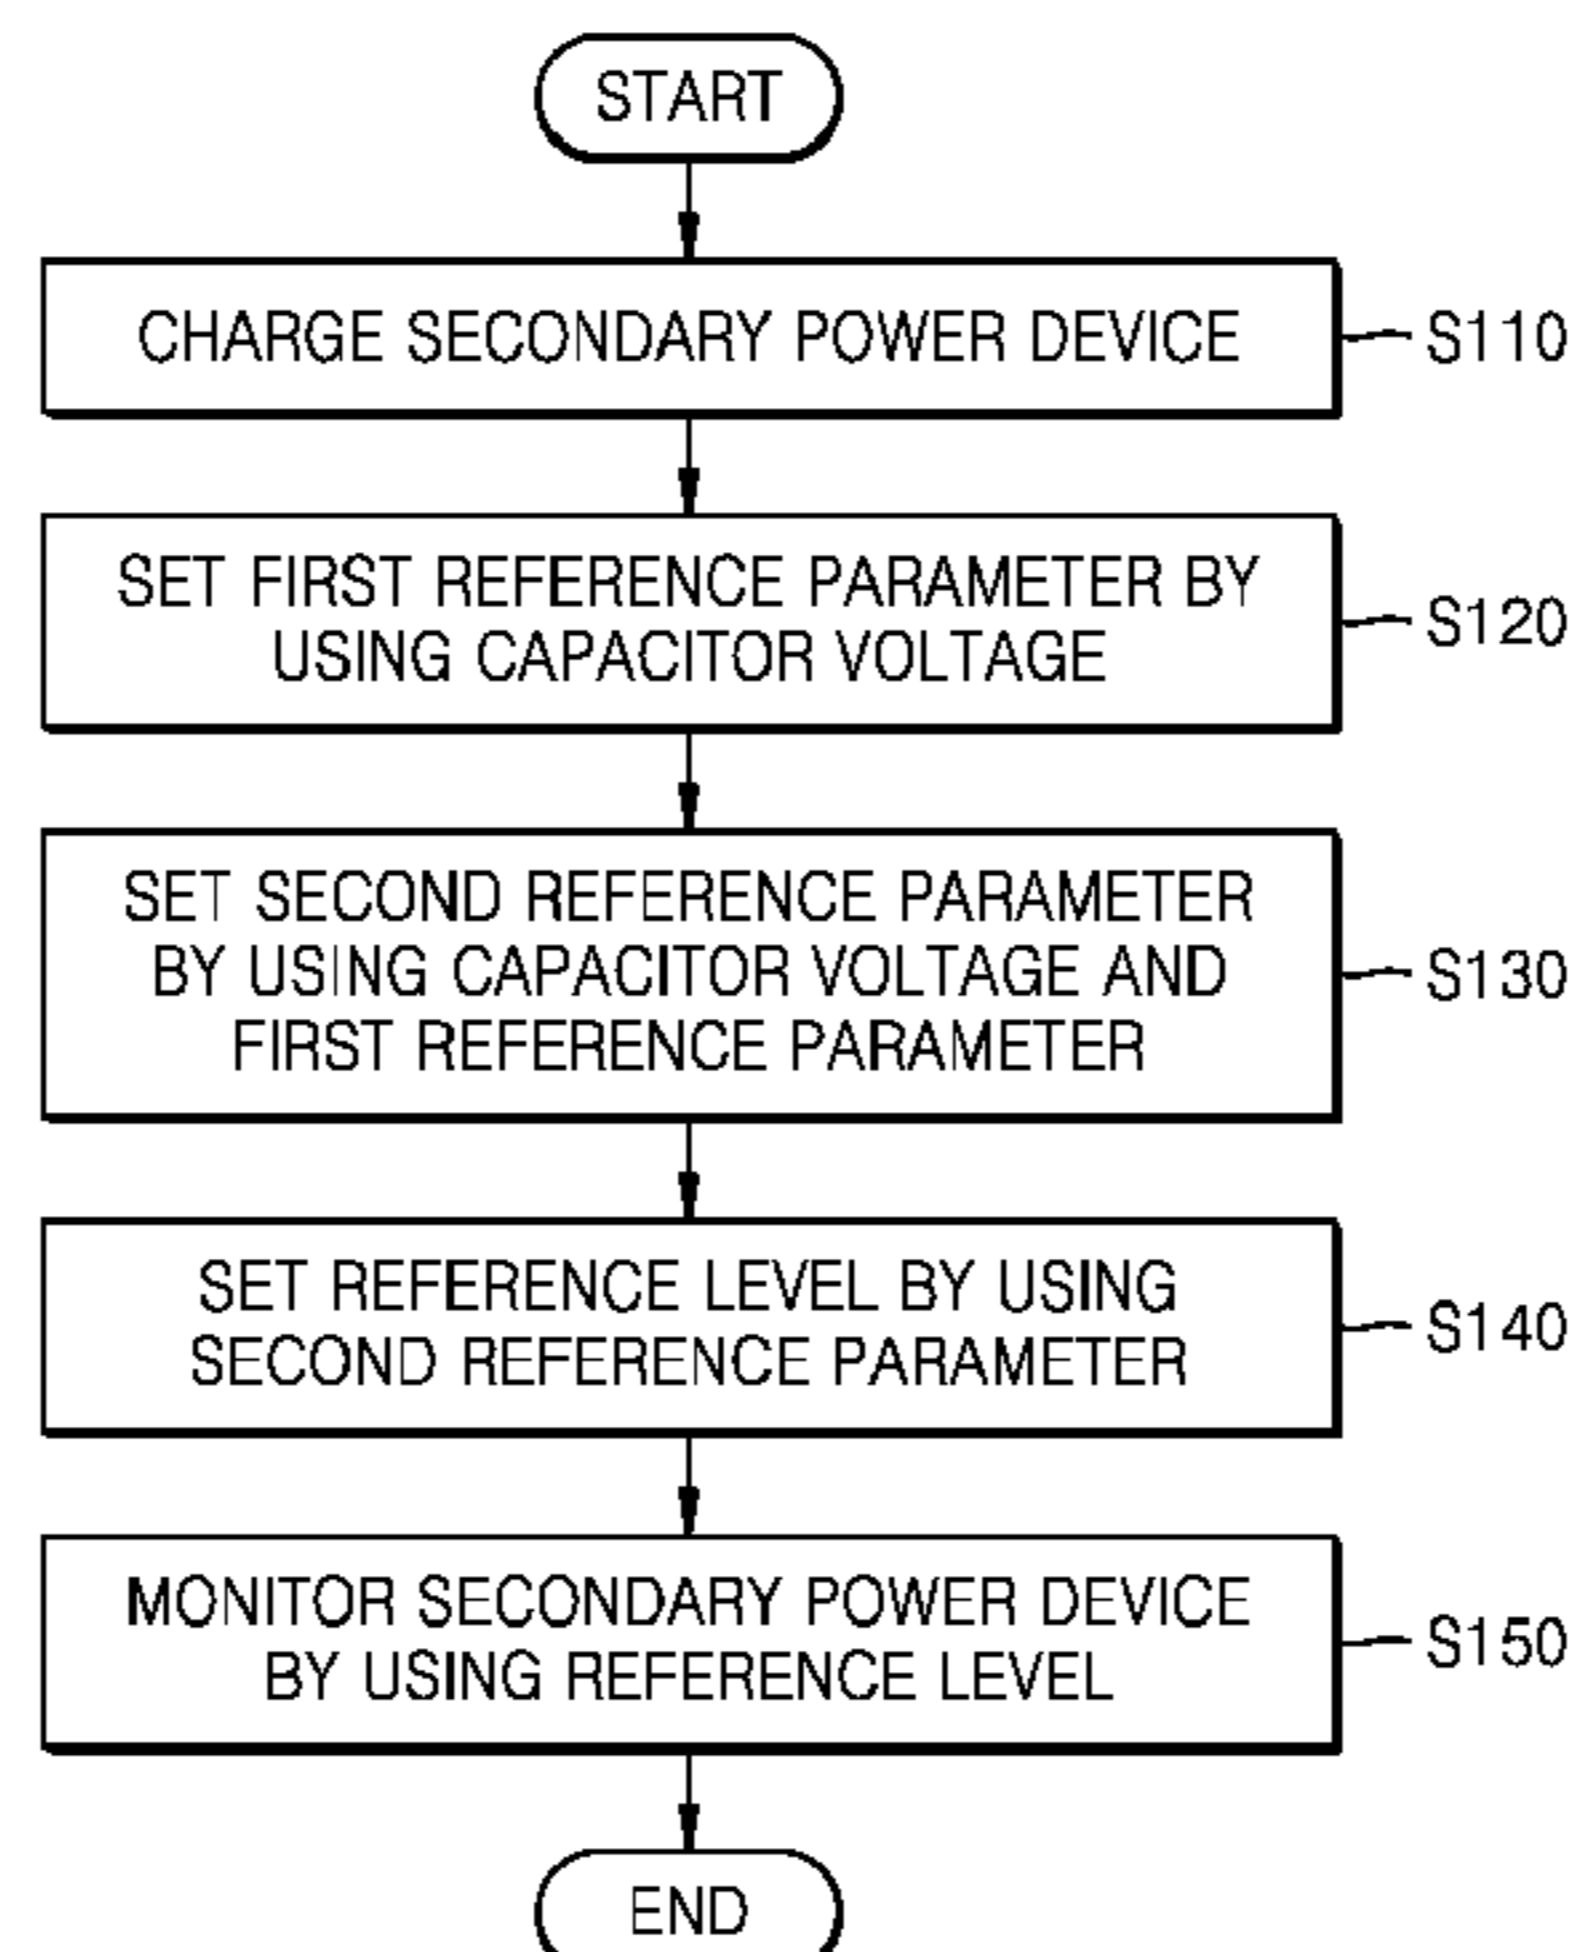 START
CHARGE SECONDARY POWER DEVICE
S110
SET FIRST REFERENCE PARAMETER BY
USING CAPACITOR VOLTAGE
S120
SET SECOND REFERENCE PARAMETER
BY USING CAPACITOR VOLTAGE AND
FIRST REFERENCE PARAMETER
S130
SET REFERENCE LEVEL BY USING
SECOND REFERENCE PARAMETER
S140
MONITOR SECONDARY POWER DEVICE
BY USING REFERENCE LEVEL
S150
END